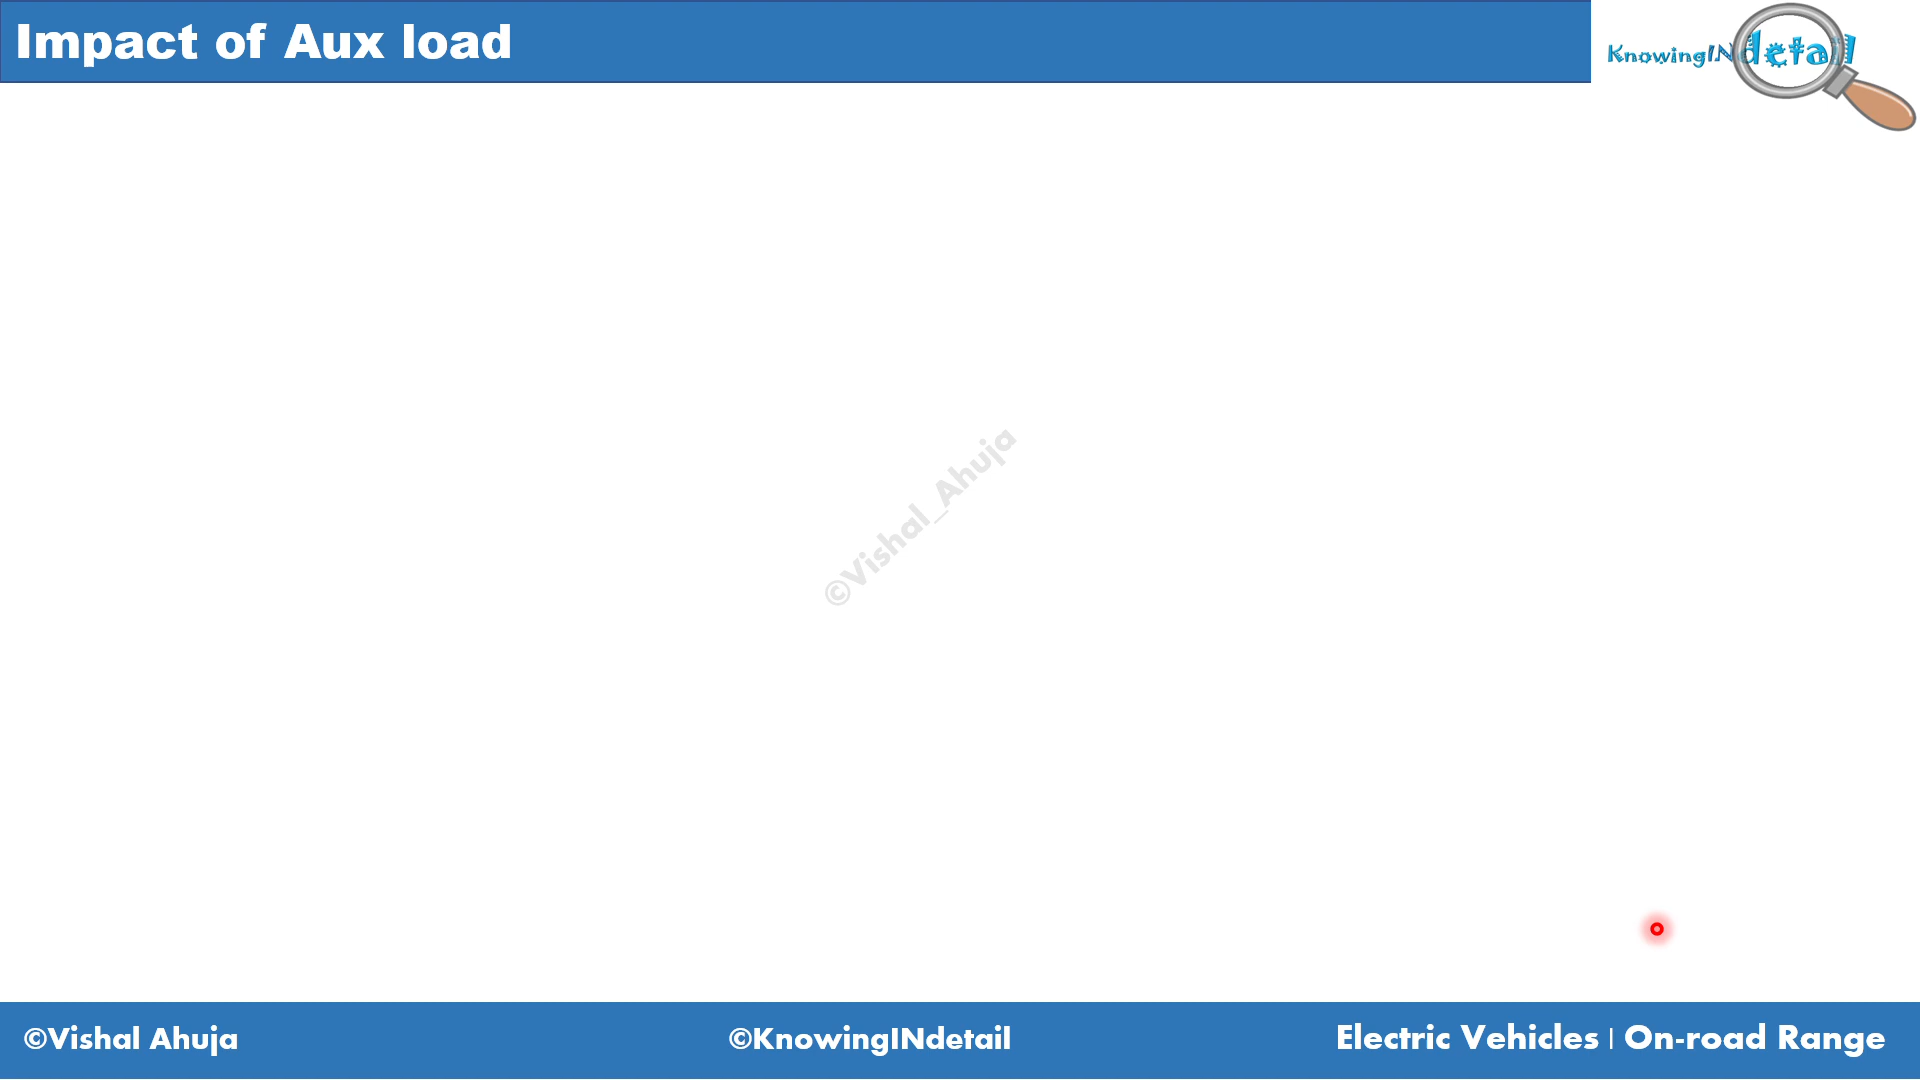 Impact of Aux load
KnowingINdetail
©Vishal_Ahuja
©Vishal Ahuja
©KnowingINdetail
Electric Vehicles | On-road Range